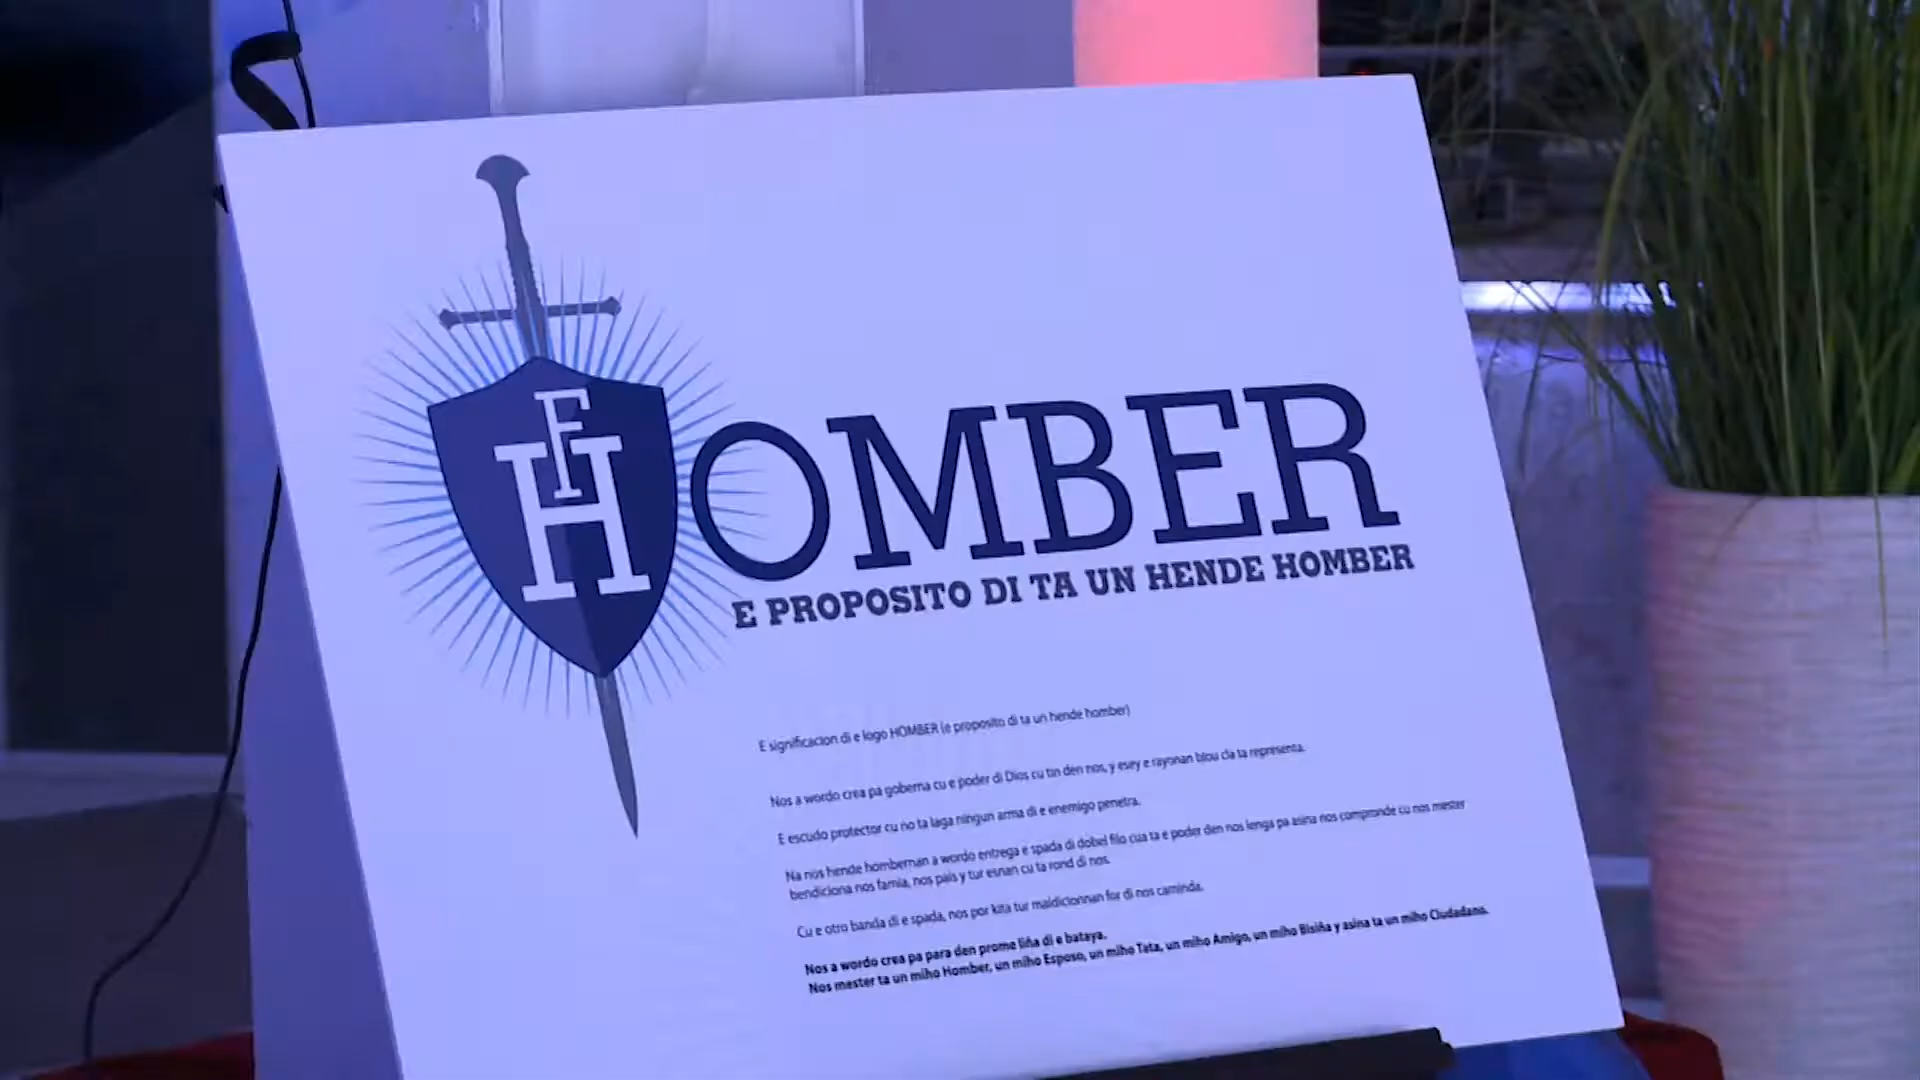 F
HOMBER
E PROPOSITO DI TA UN HENDE HOMBER
E significacion di e logo HOMBER (e proposito di ta un hende homber)
Nos a wordo crea pa goberna cu e poder di Dios cu tin den nos, y esey e rayonan blou cla ta representa.
E escudo protector cu no ta laga ningun arma di e enemigo penetra.
Na nos hende hombernan a wordo entrega e spada di dobel filo cua ta e poder den nos lenga pa asina nos compronde cu nos mester
bendiciona nos famia, nos pais y tur esnan cu ta rond di nos.
Cu e otro banda di e spada, nos por kita tur maldicionnan for di nos caminda.
Nos a wordo crea pa para den prome liña di e bataya.
Nos mester ta un miho Homber, un miho Esposo, un miho Tata, un miho Amigo, un miho Bisiña y asina ta un miho Ciudadano.